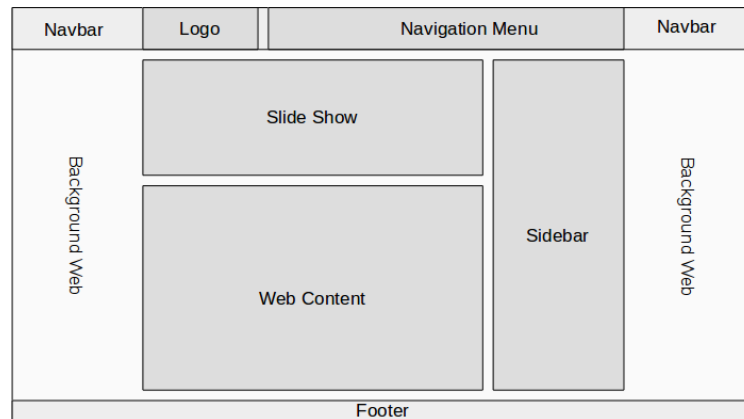 Navbar
Logo
Navigation Menu
Navbar
Slide Show
Background Web
Sidebar
Background Web
Web Content
Footer